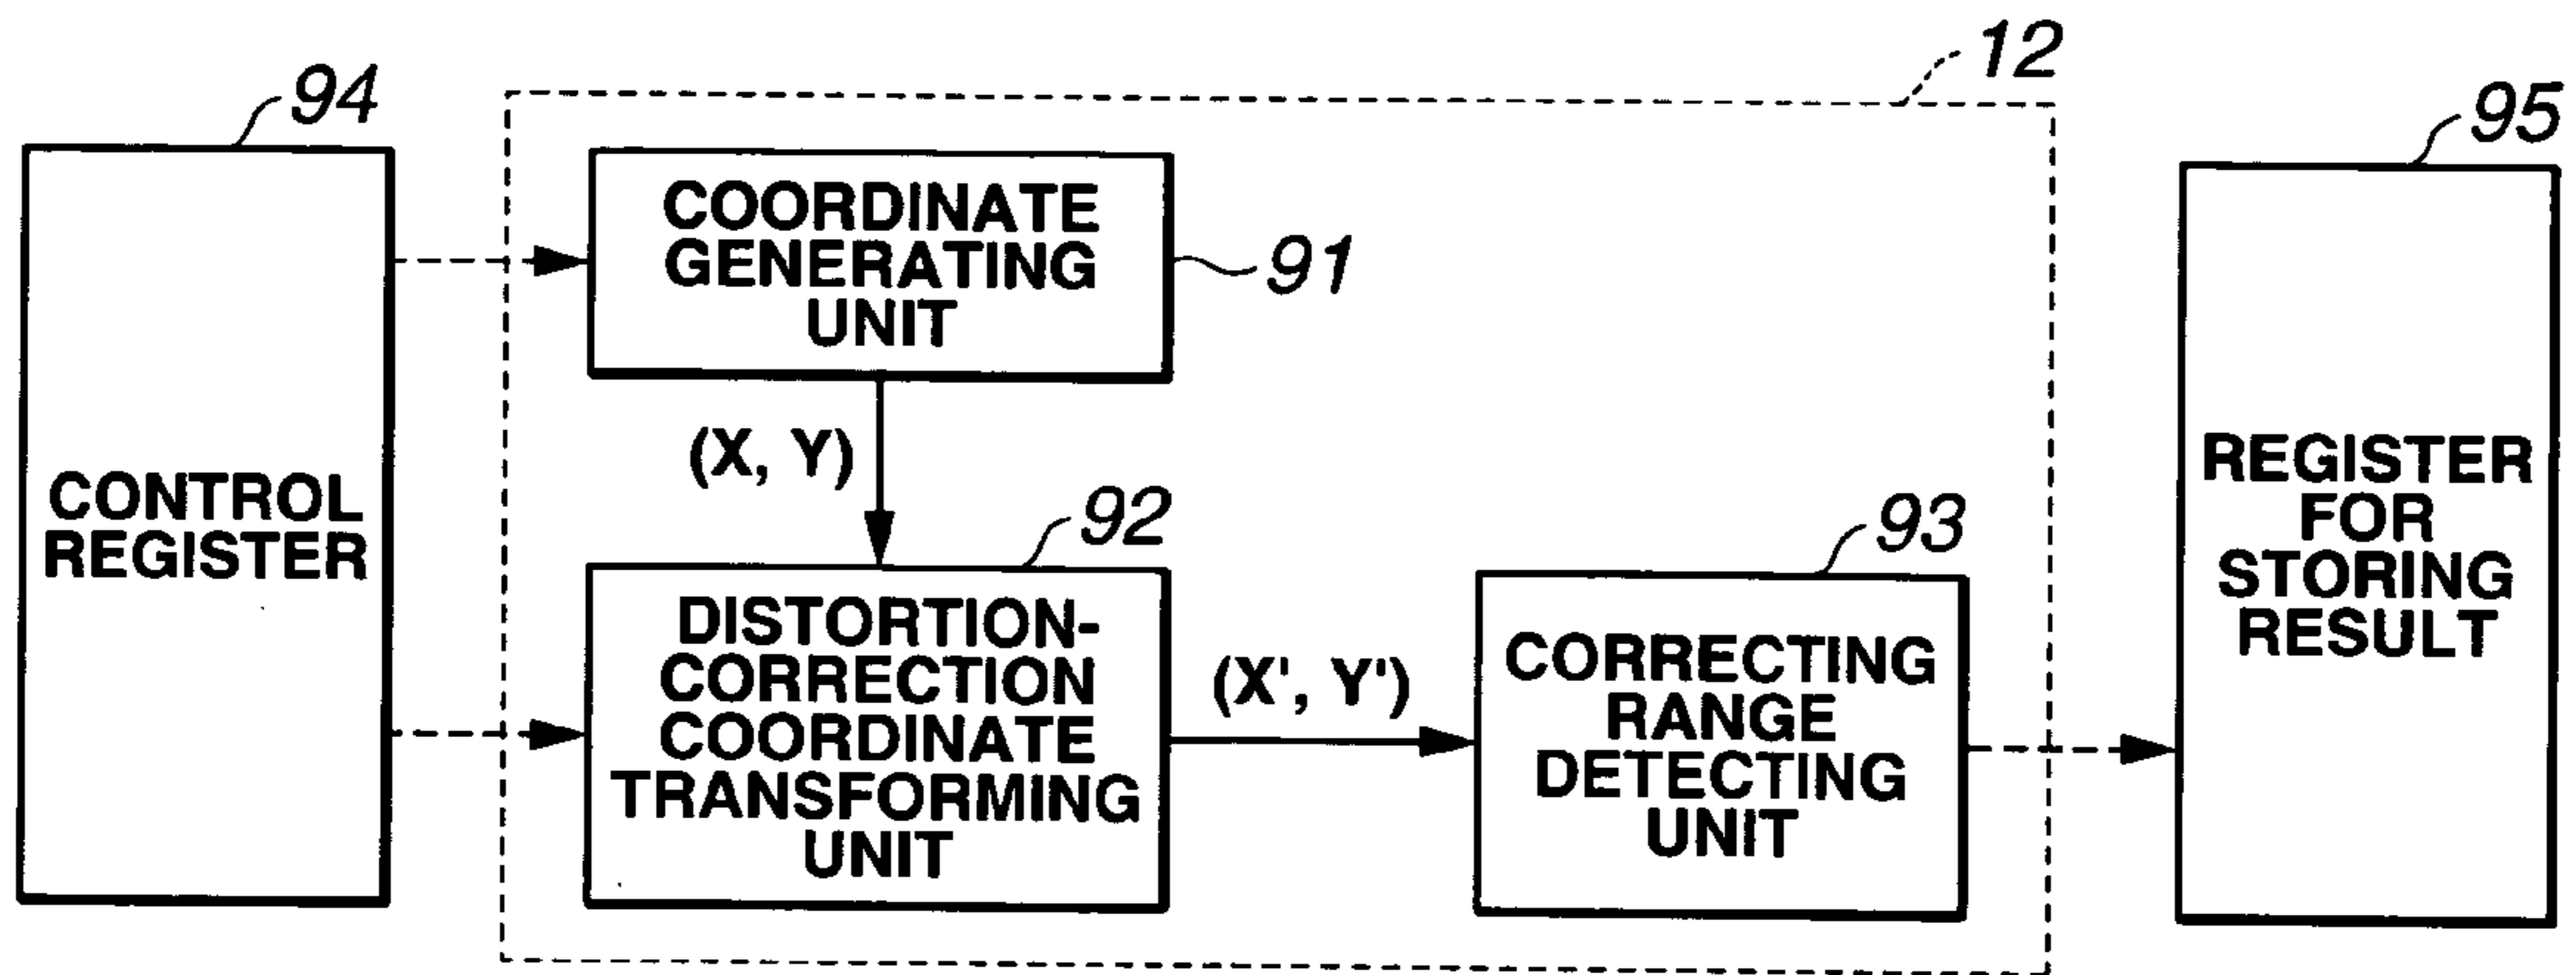 12
94
95
COORDINATE
GENERATING
UNIT
91
(X, Y)
CONTROL
REGISTER
92
93
DISTORTION-
CORRECTION
COORDINATE
TRANSFORMING
UNIT
(X', Y')
CORRECTING
RANGE
DETECTING
UNIT
REGISTER
FOR
STORING
RESULT